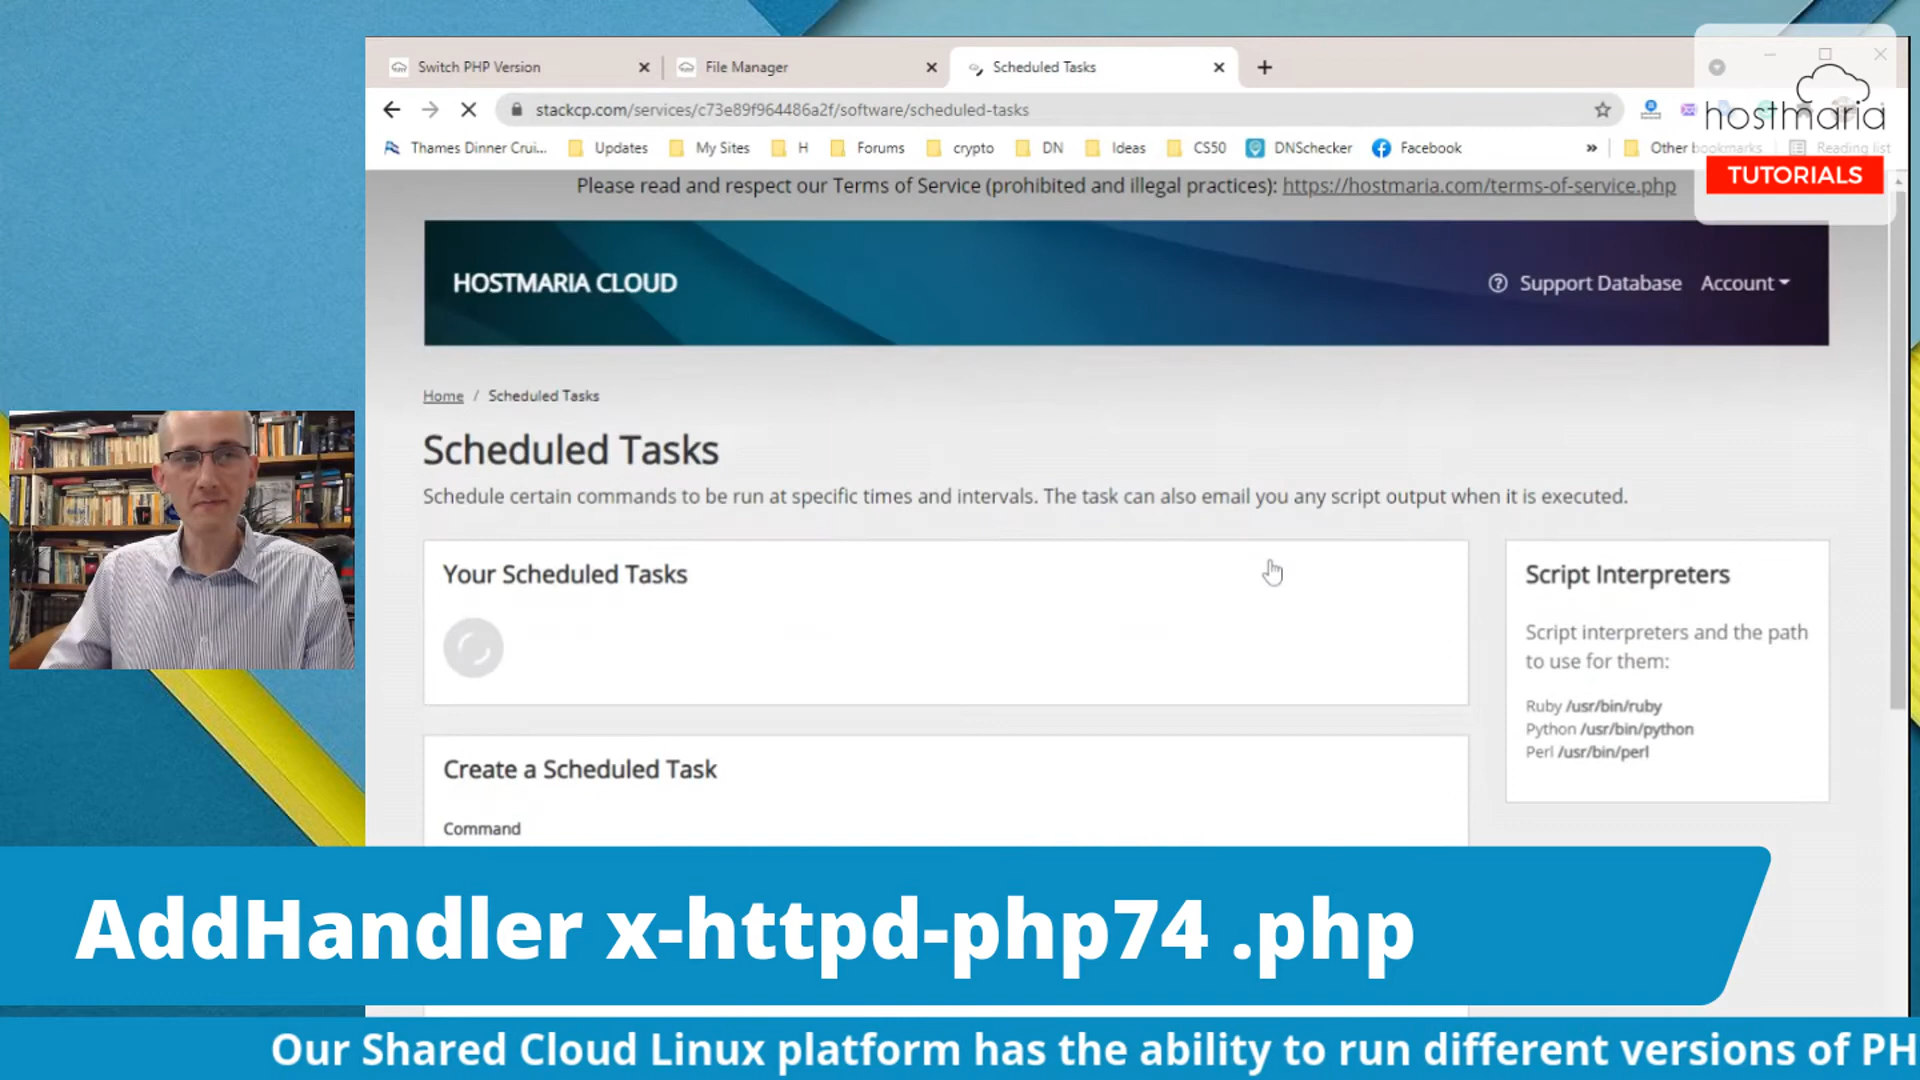 Switch PHP Version
File Manager
Scheduled Tasks
stackcp.com/services/c73e89f964486a2f/software/scheduled-tasks
Thames Dinner Crui...
Updates
My Sites
H
Forums
crypto
DN
Ideas
CS50
DNSchecker
Facebook
»
Other bookmarks
Reading list
hostmaria
TUTORIALS
Please read and respect our Terms of Service (prohibited and illegal practices): https://hostmaria.com/terms-of-service.php
HOSTMARIA CLOUD
Support Database
Account
Home / Scheduled Tasks
Scheduled Tasks
Schedule certain commands to be run at specific times and intervals. The task can also email you any script output when it is executed.
Your Scheduled Tasks
Script Interpreters
Script interpreters and the path
to use for them:
Ruby /usr/bin/ruby
Python /usr/bin/python
Perl /usr/bin/perl
Create a Scheduled Task
Command
AddHandler x-httpd-php74 .php
Our Shared Cloud Linux platform has the ability to run different versions of PH